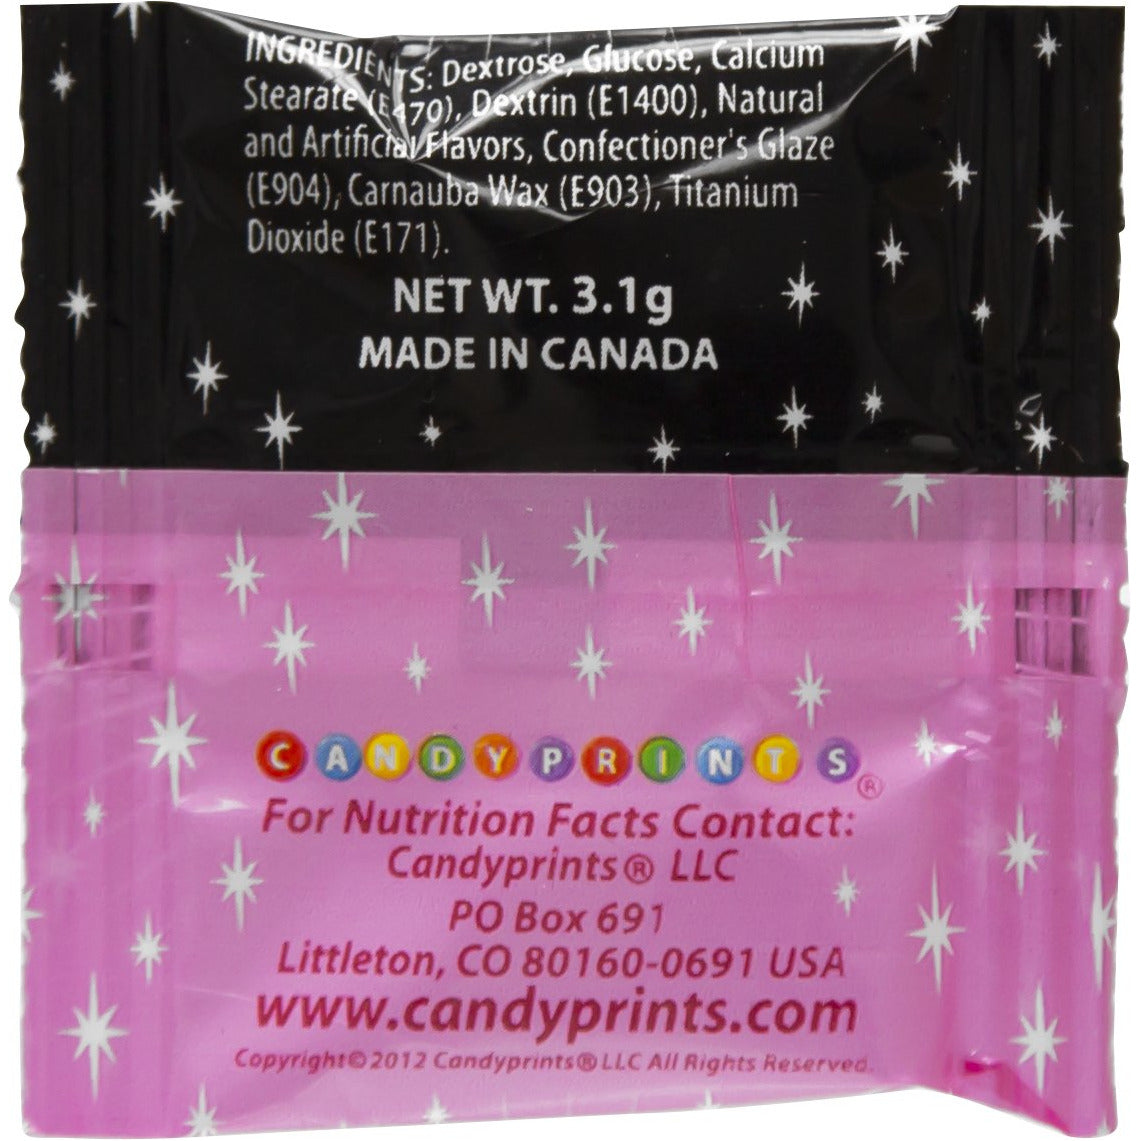 INGREDIENTS: Dextrose, Glucose, Calcium
Stearate (E470), Dextrin (E1400), Natural
and Artificial Flavors, Confectioner's Glaze
(E904), Carnauba Wax (E903), Titanium
Dioxide (E171).
NET WT. 3.1g
MADE IN CANADA
CANDYPRINTS®
For Nutrition Facts Contact:
Candyprints® LLC
PO Box 691
Littleton, CO 80160-0691 USA
www.candyprints.com
Copyright©2012 Candyprints® LLC All Rights Reserved.